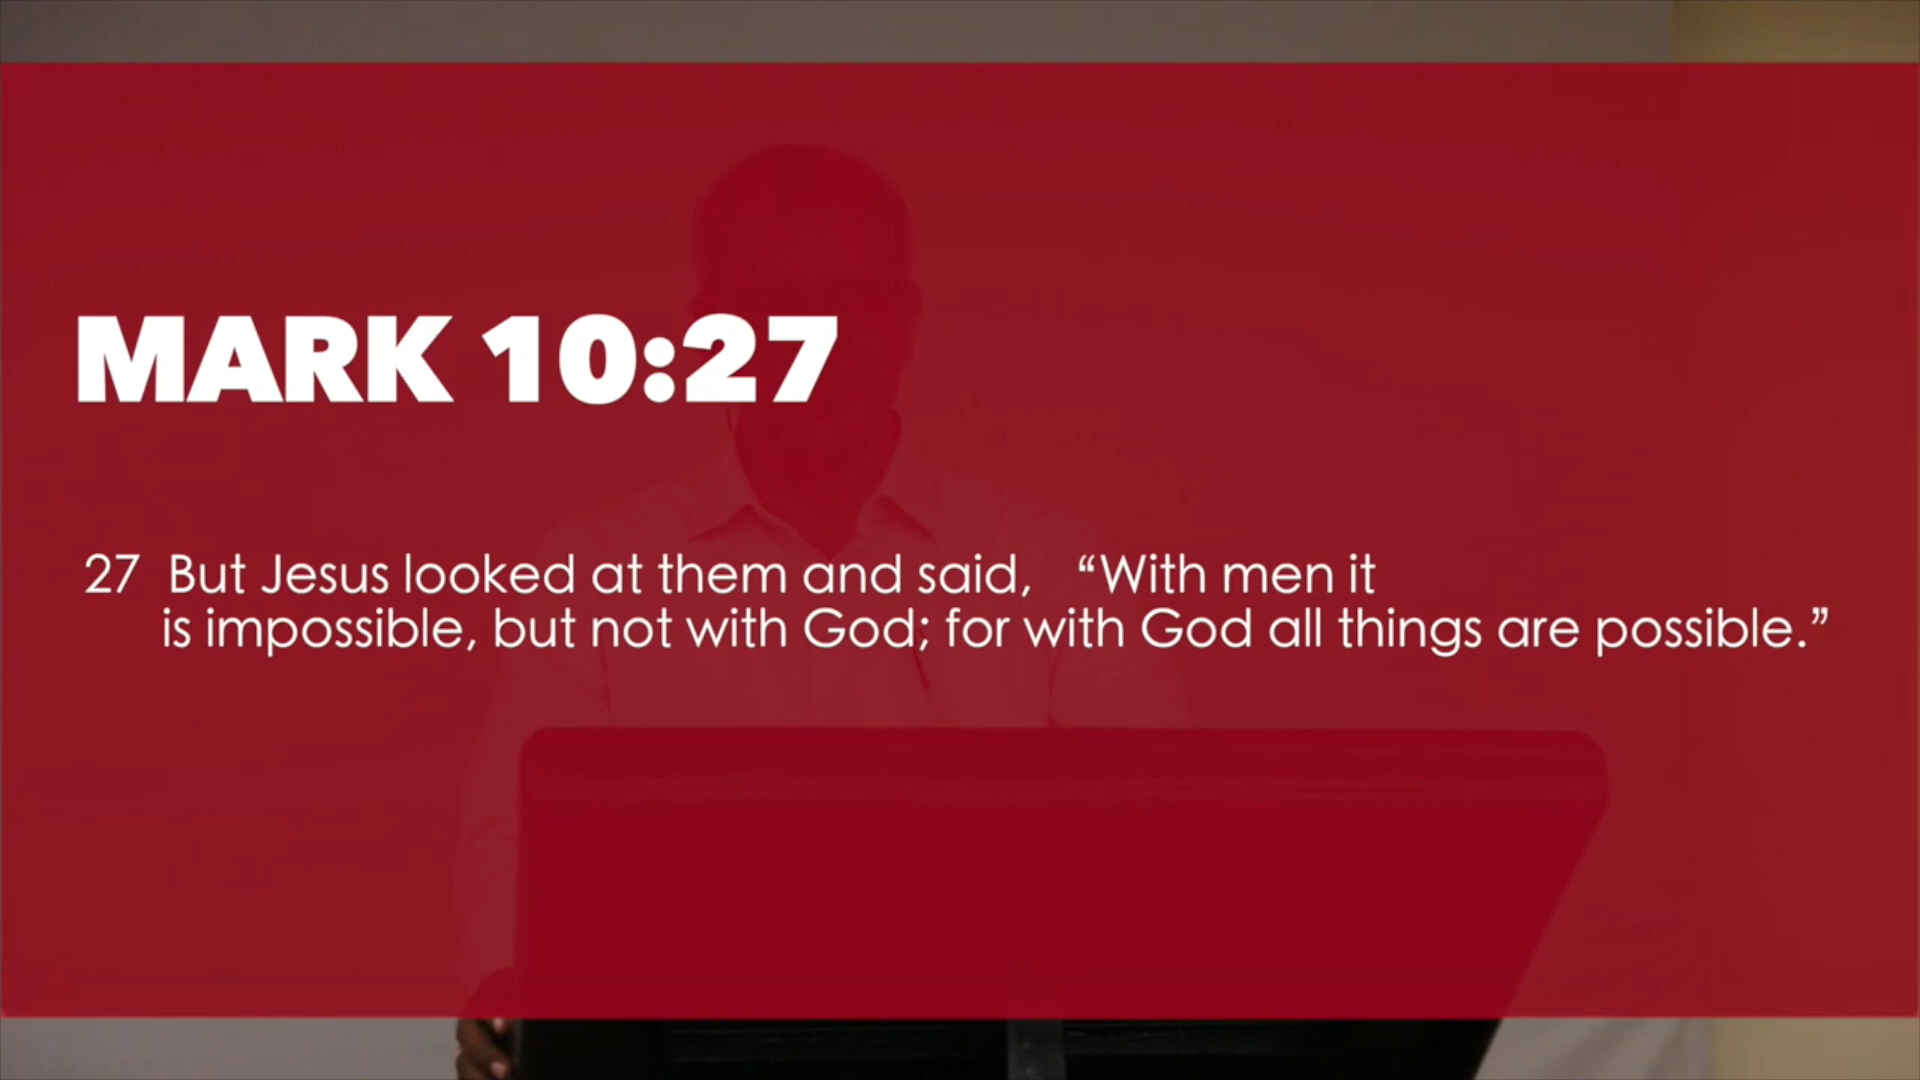 MARK 10:27
27 But Jesus looked at them and said, “With men it
is impossible, but not with God; for with God all things are possible.”